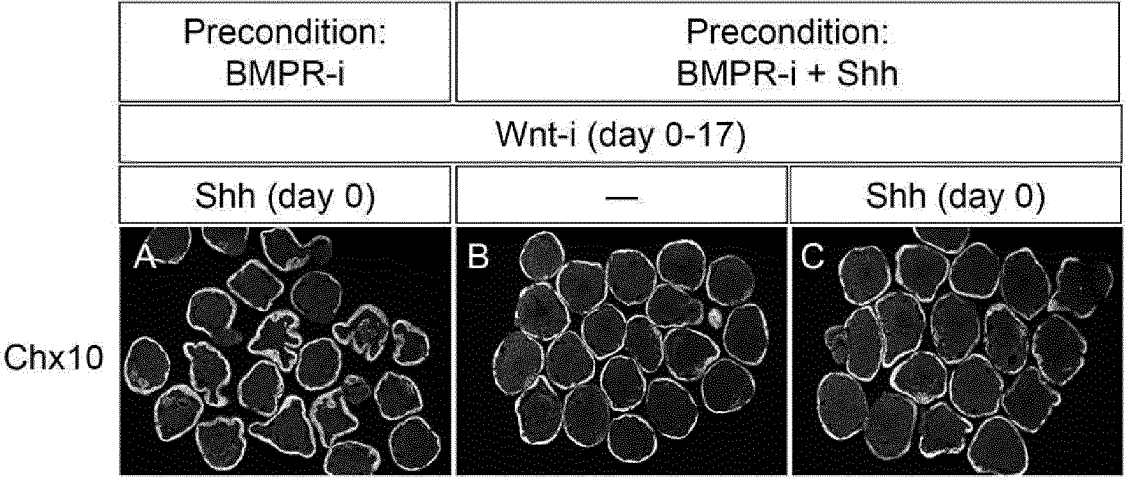 Precondition:
BMPR-i
Precondition:
BMPR-i + Shh
Wnt-i (day 0-17)
Shh (day 0)
—
Shh (day 0)
A
B
C
Chx10